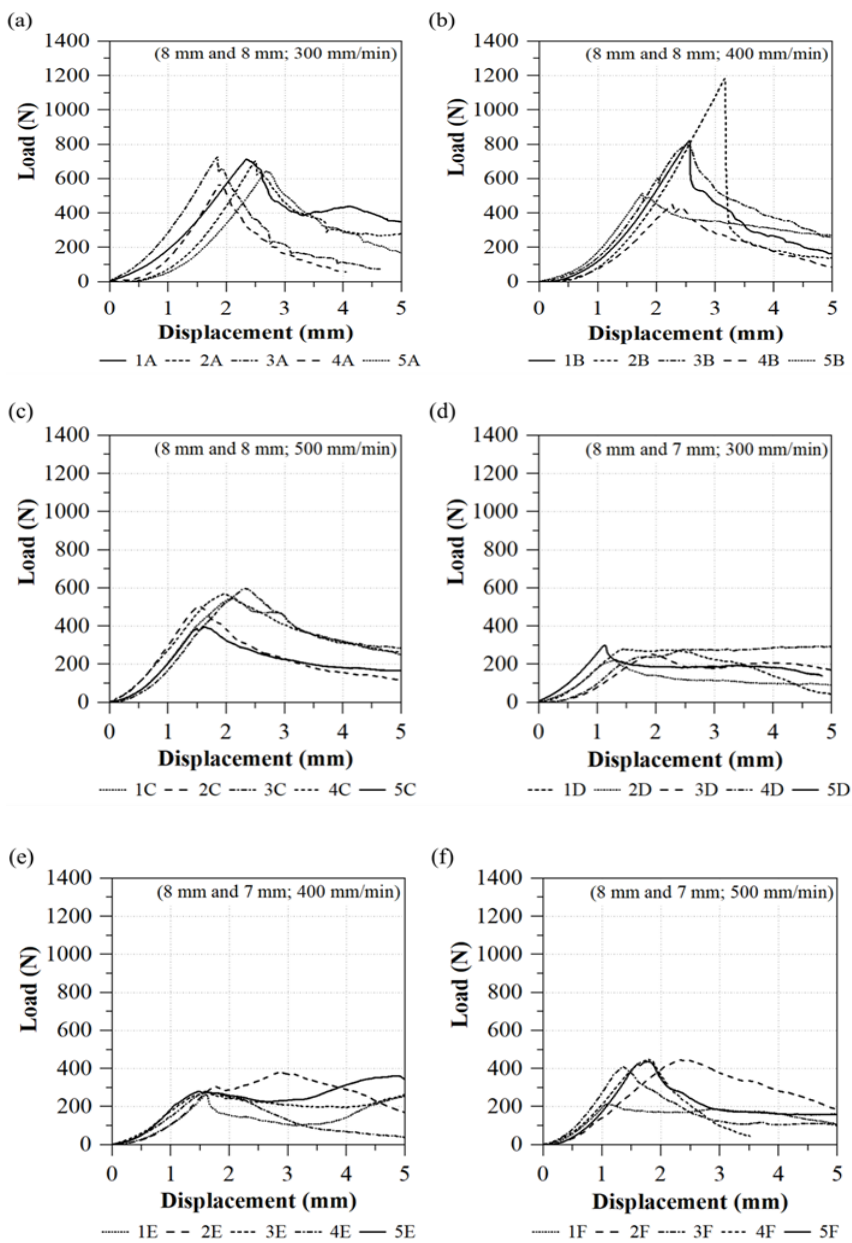 (a)
(8 mm and 8 mm; 300 mm/min)
Load (N)
1400
1200
1000
800
600
400
200
0
0 1 2 3 4 5
Displacement (mm)
1A 2A 3A 4A 5A
(b)
(8 mm and 8 mm; 400 mm/min)
Load (N)
1400
1200
1000
800
600
400
200
0
0 1 2 3 4 5
Displacement (mm)
1B 2B 3B 4B 5B
(c)
(8 mm and 8 mm; 500 mm/min)
Load (N)
1400
1200
1000
800
600
400
200
0
0 1 2 3 4 5
Displacement (mm)
1C 2C 3C 4C 5C
(d)
(8 mm and 7 mm; 300 mm/min)
Load (N)
1400
1200
1000
800
600
400
200
0
0 1 2 3 4 5
Displacement (mm)
1D 2D 3D 4D 5D
(e)
(8 mm and 7 mm; 400 mm/min)
Load (N)
1400
1200
1000
800
600
400
200
0
0 1 2 3 4 5
Displacement (mm)
1E 2E 3E 4E 5E
(f)
(8 mm and 7 mm; 500 mm/min)
Load (N)
1400
1200
1000
800
600
400
200
0
0 1 2 3 4 5
Displacement (mm)
1F 2F 3F 4F 5F